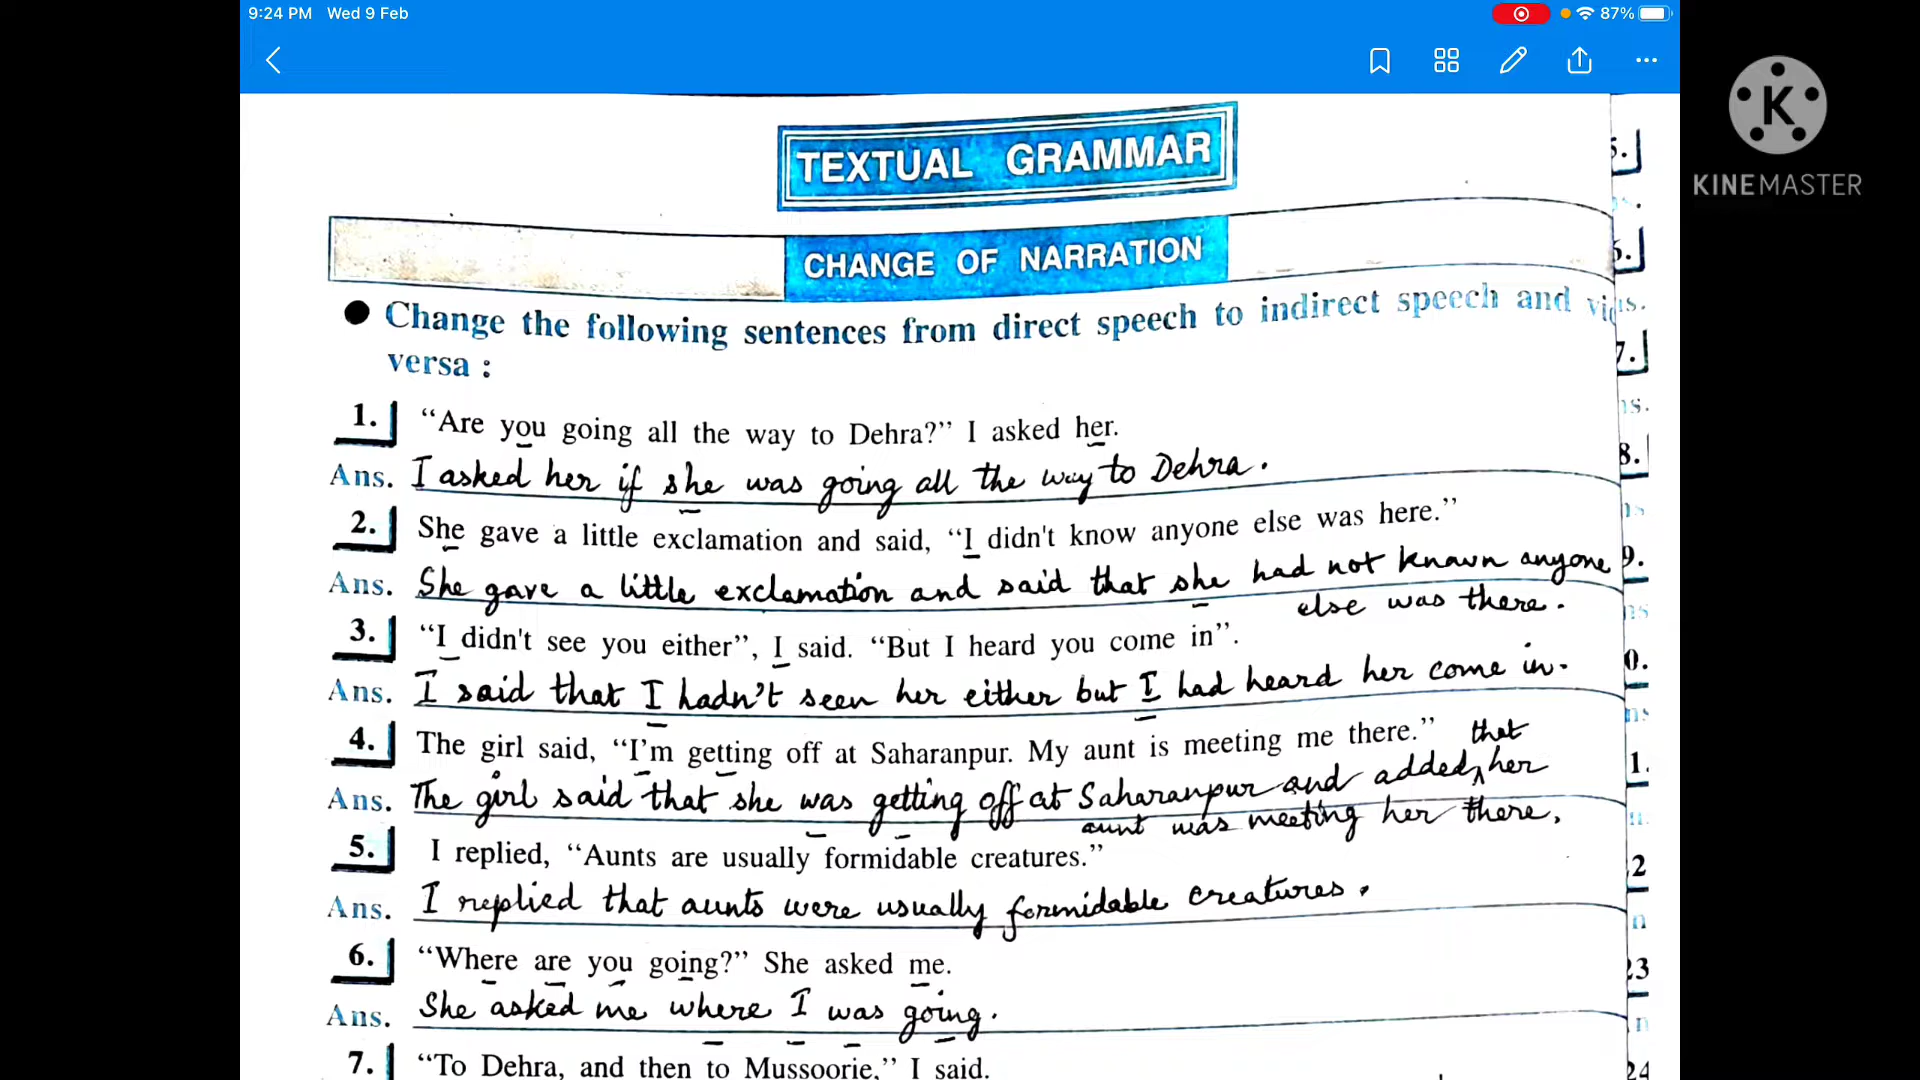 9:24 PM Wed 9 Feb
87%
K
KINEMASTER
TEXTUAL GRAMMAR
CHANGE OF NARRATION
● Change the following sentences from direct speech to indirect speech and
versa :
1. “Are you going all the way to Dehra?” I asked her.
Ans. I asked her if she was going all the way to Dehra.
2. She gave a little exclamation and said, “I didn't know anyone else was here.”
Ans. She gave a little exclamation and said that she had not known anyone
else was there.
3. “I didn't see you either”, I said. “But I heard you come in”.
Ans. I said that I hadn't seen her either but I had heard her come in.
4. The girl said, “I'm getting off at Saharanpur. My aunt is meeting me there.”
Ans. The girl said that she was getting off at Saharanpur and added that her
aunt was meeting her there.
5. I replied, “Aunts are usually formidable creatures.”
Ans. I replied that aunts were usually formidable creatures.
6. “Where are you going?” She asked me.
Ans. She asked me where I was going.
7. “To Dehra, and then to Mussoorie,” I said.